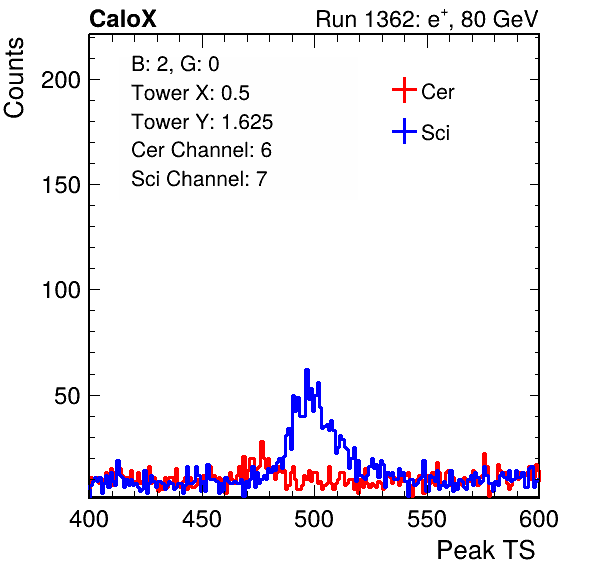 CaloX
Run 1362: e+, 80 GeV
Counts
B: 2, G: 0
Tower X: 0.5
Tower Y: 1.625
Cer Channel: 6
Sci Channel: 7
Cer
Sci
200
150
100
50
400
450
500
550
600
Peak TS